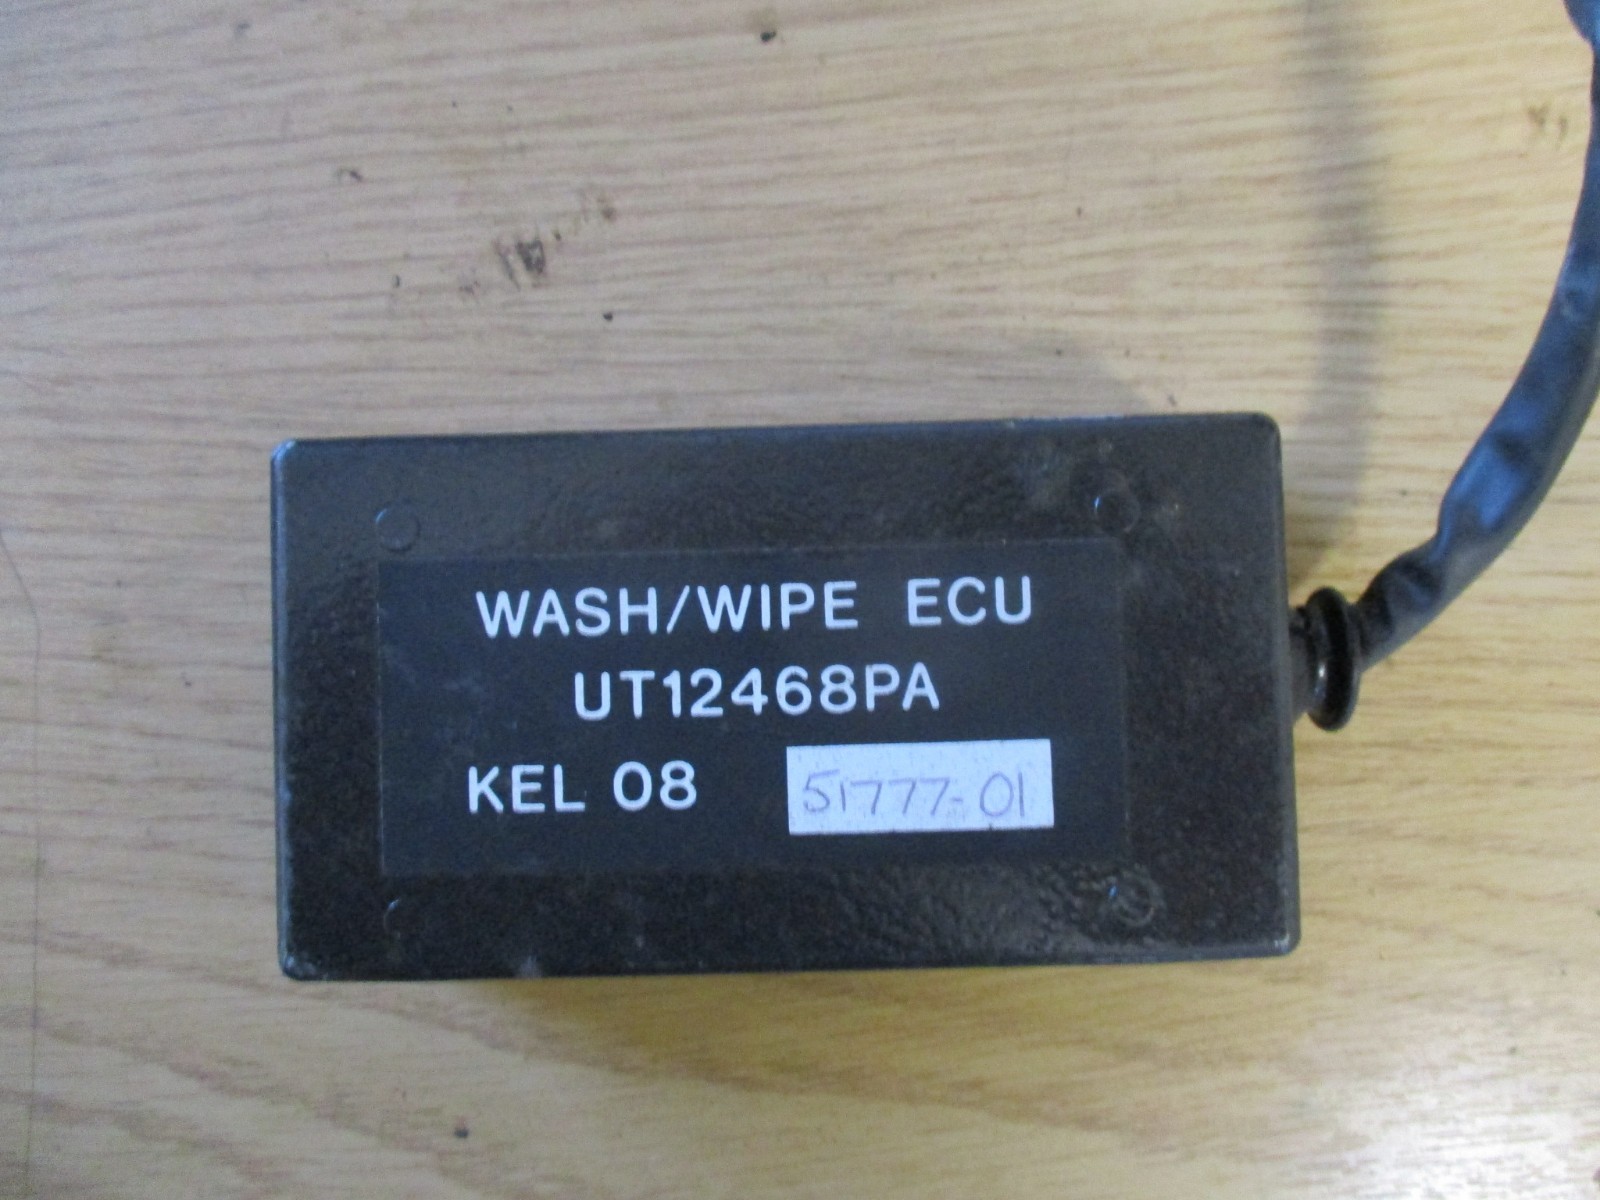 WASH/WIPE ECU
UT12468PA
KEL 08 51777-01